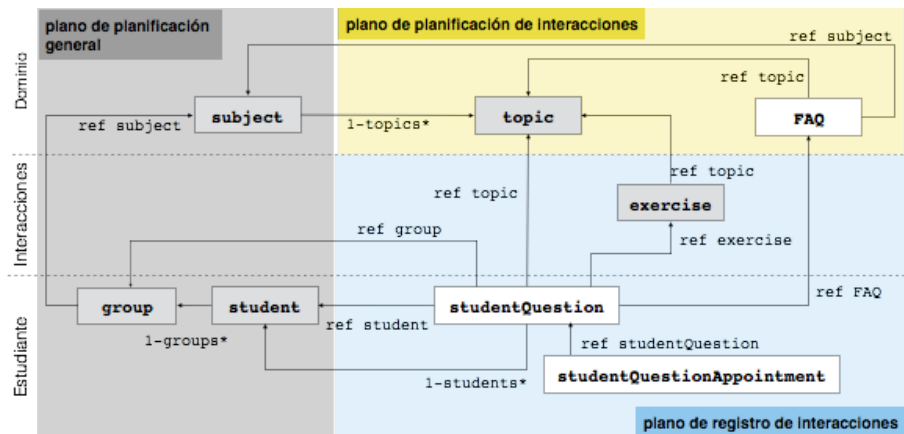 plano de planificación
general
plano de planificación de interacciones
ref subject
ref topic
Dominio
ref subject
subject
1-topics*
topic
FAQ
Interacciones
ref topic
ref topic
exercise
ref group
ref exercise
Estudiante
group
student
studentQuestion
ref FAQ
ref student
1-groups*
ref studentQuestion
1-students*
studentQuestionAppointment
plano de registro de interacciones